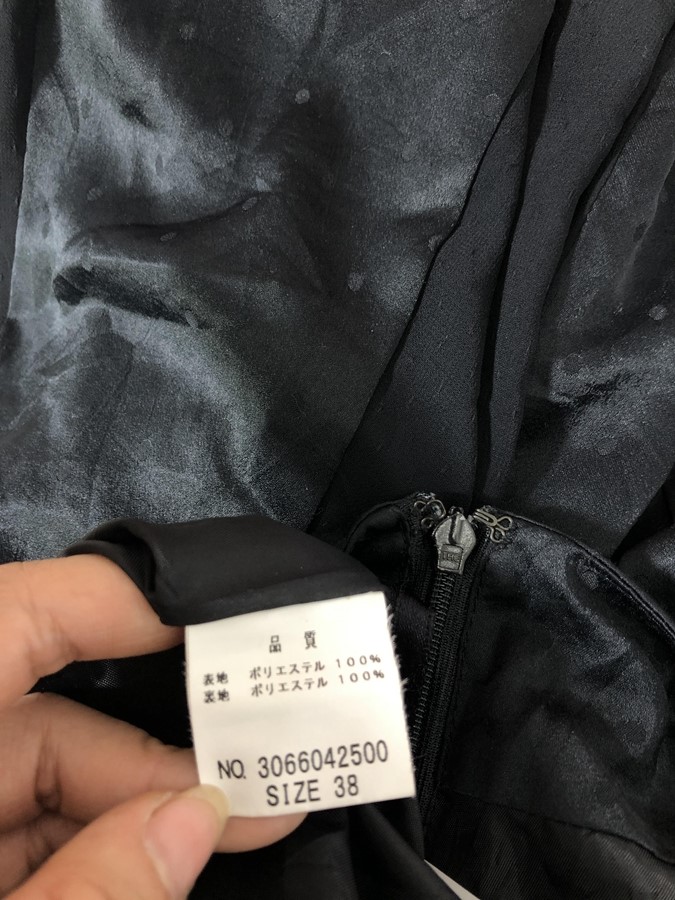 品 質
表地 ポリエステル 100%
裏地 ポリエステル 100%
NO. 3066042500
SIZE 38